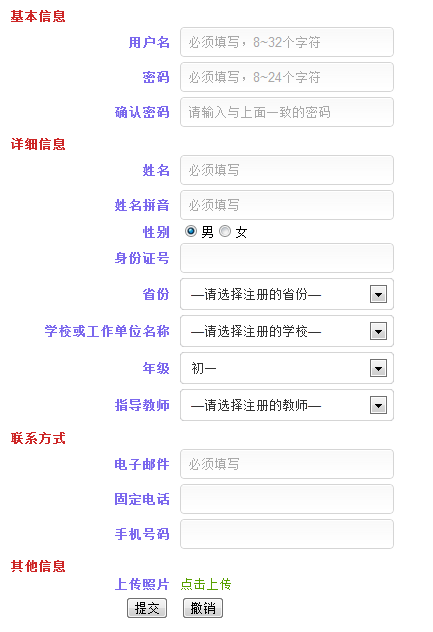 基本信息
用户名 必须填写，8~32个字符
密码 必须填写，8~24个字符
确认密码 请输入与上面一致的密码
详细信息
姓名 必须填写
姓名拼音 必须填写
性别 男 女
身份证号
省份 —请选择注册的省份—
学校或工作单位名称 —请选择注册的学校—
年级 初一
指导教师 —请选择注册的教师—
联系方式
电子邮件 必须填写
固定电话
手机号码
其他信息
上传照片 点击上传
提交 撤销